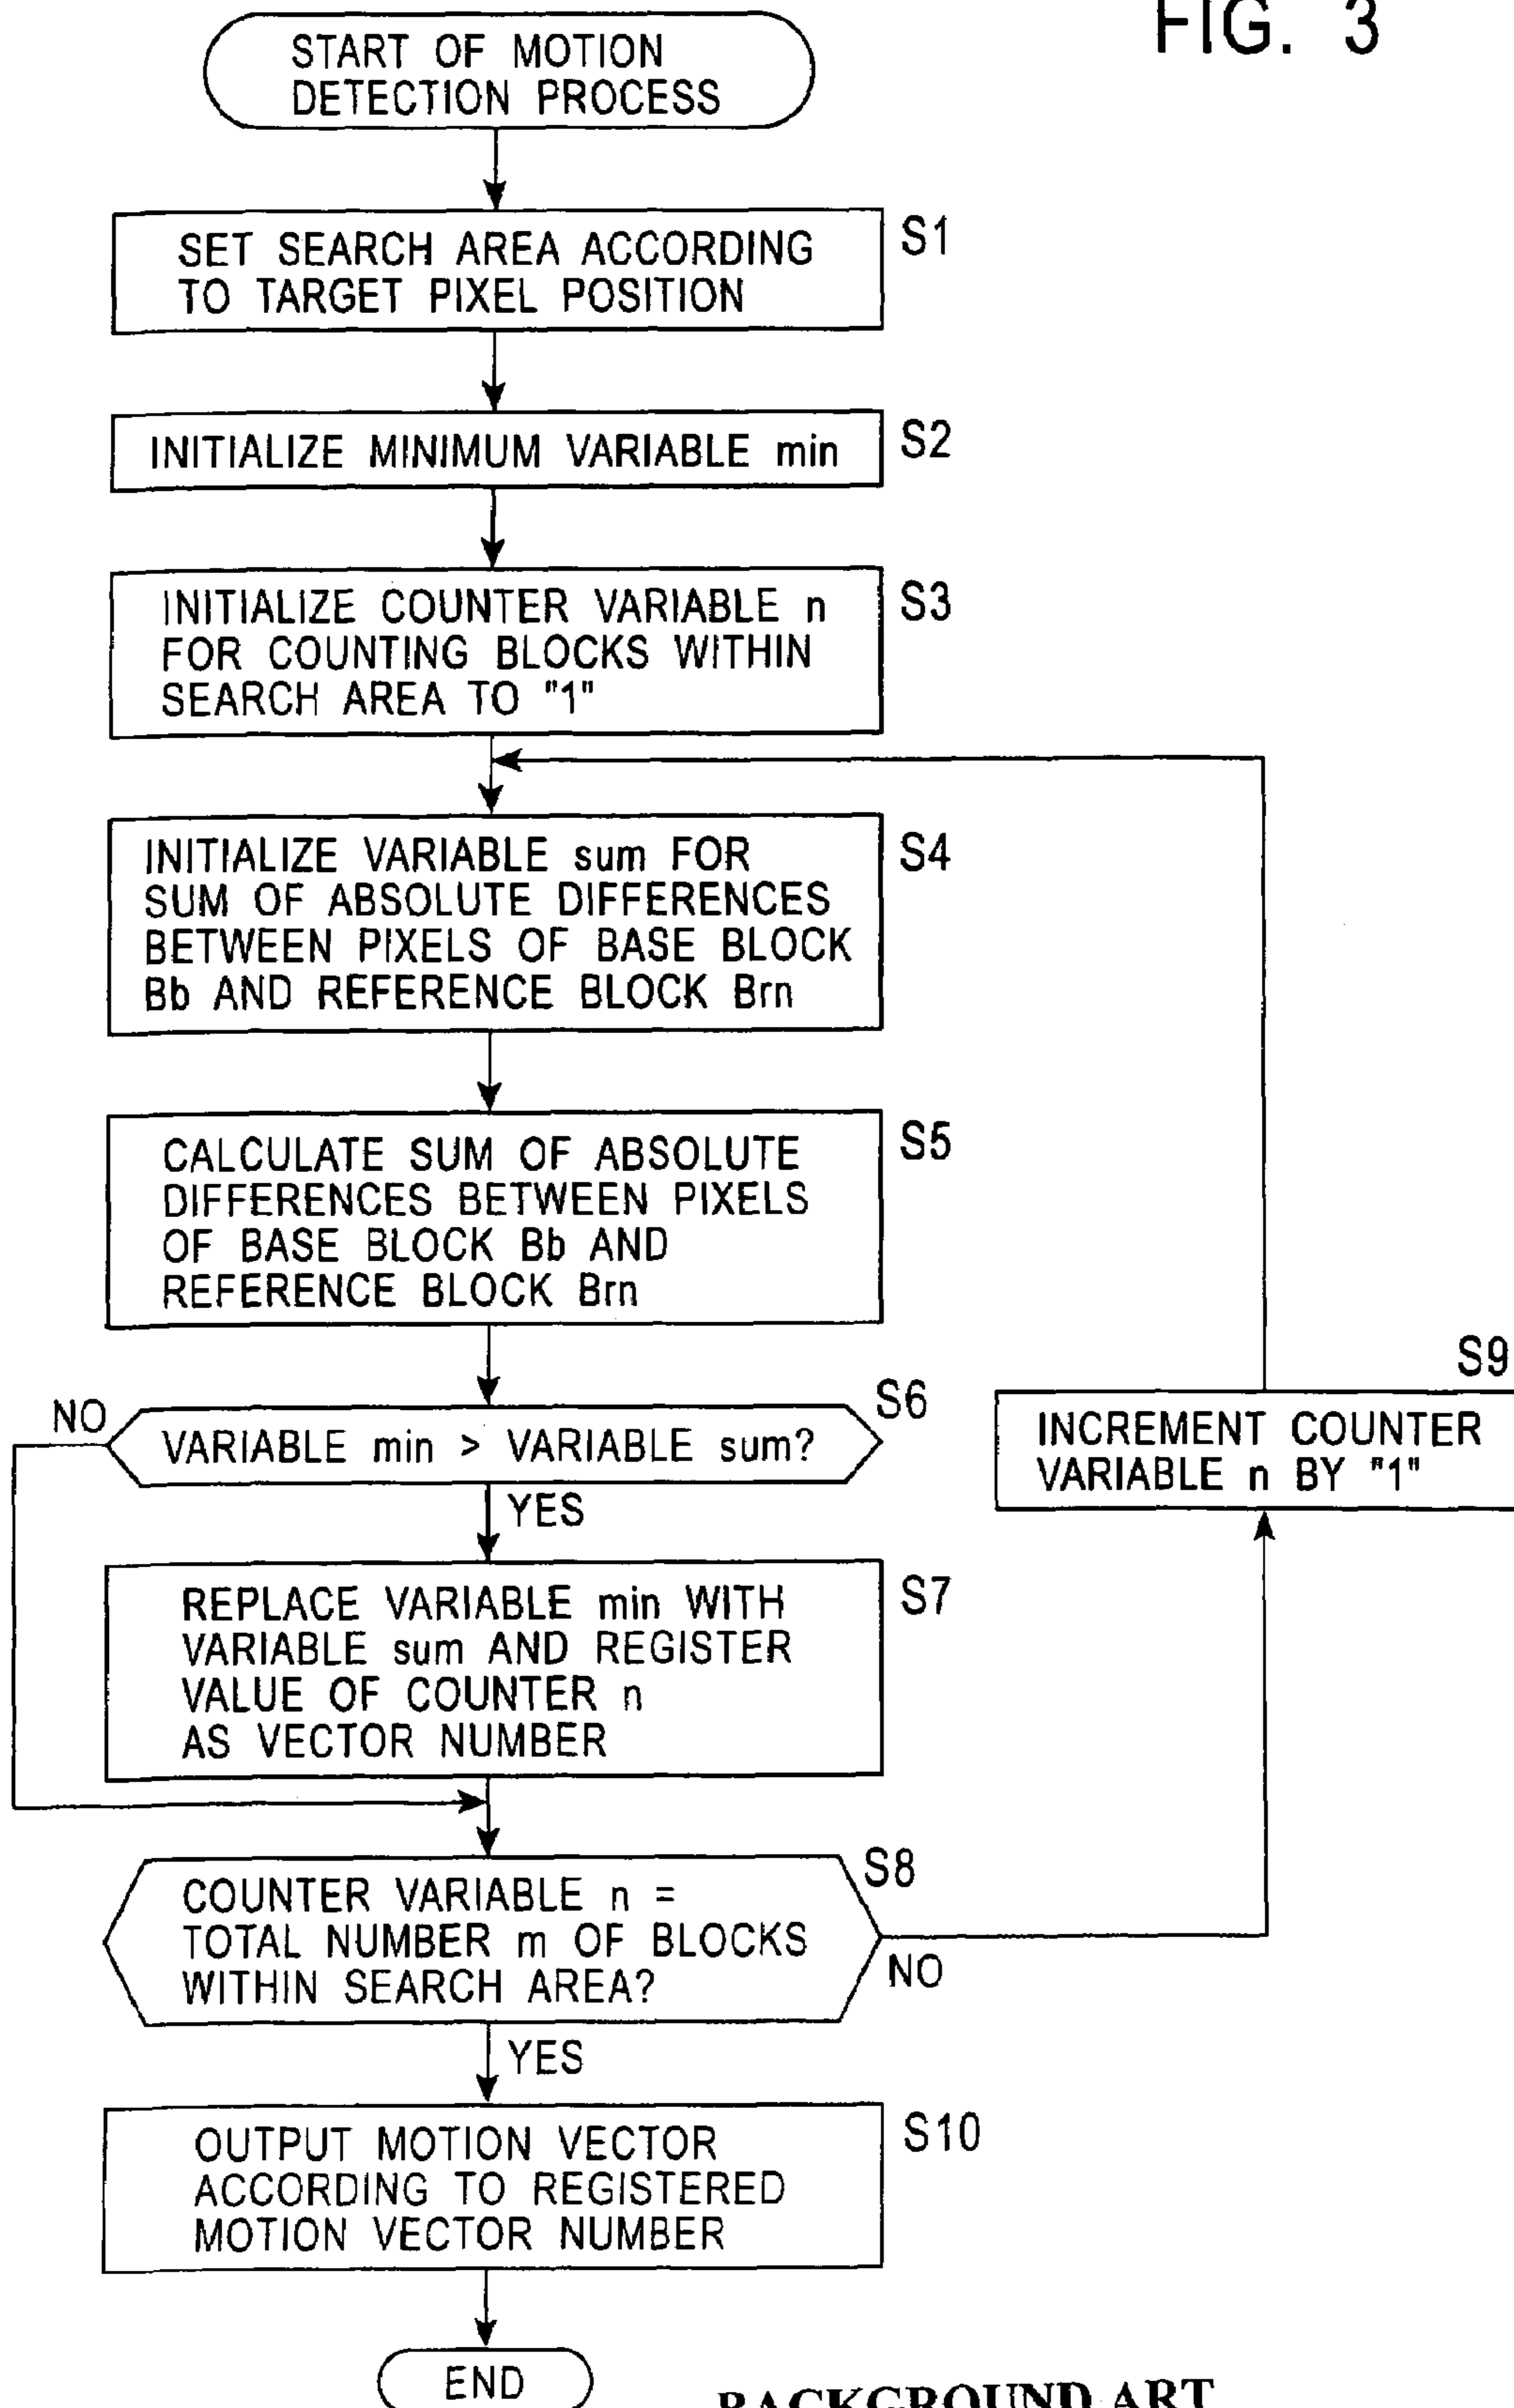 FIG. 3
START OF MOTION
DETECTION PROCESS
SET SEARCH AREA ACCORDING
TO TARGET PIXEL POSITION
S1
INITIALIZE MINIMUM VARIABLE min
S2
INITIALIZE COUNTER VARIABLE n
FOR COUNTING BLOCKS WITHIN
SEARCH AREA TO "1"
S3
INITIALIZE VARIABLE sum FOR
SUM OF ABSOLUTE DIFFERENCES
BETWEEN PIXELS OF BASE BLOCK
Bb AND REFERENCE BLOCK Brn
S4
CALCULATE SUM OF ABSOLUTE
DIFFERENCES BETWEEN PIXELS
OF BASE BLOCK Bb AND
REFERENCE BLOCK Brn
S5
NO
VARIABLE min > VARIABLE sum?
S6
YES
S9
INCREMENT COUNTER
VARIABLE n BY "1"
REPLACE VARIABLE min WITH
VARIABLE sum AND REGISTER
VALUE OF COUNTER n
AS VECTOR NUMBER
S7
COUNTER VARIABLE n =
TOTAL NUMBER m OF BLOCKS
WITHIN SEARCH AREA?
S8
NO
YES
OUTPUT MOTION VECTOR
ACCORDING TO REGISTERED
MOTION VECTOR NUMBER
S10
END
BACKGROUND ART